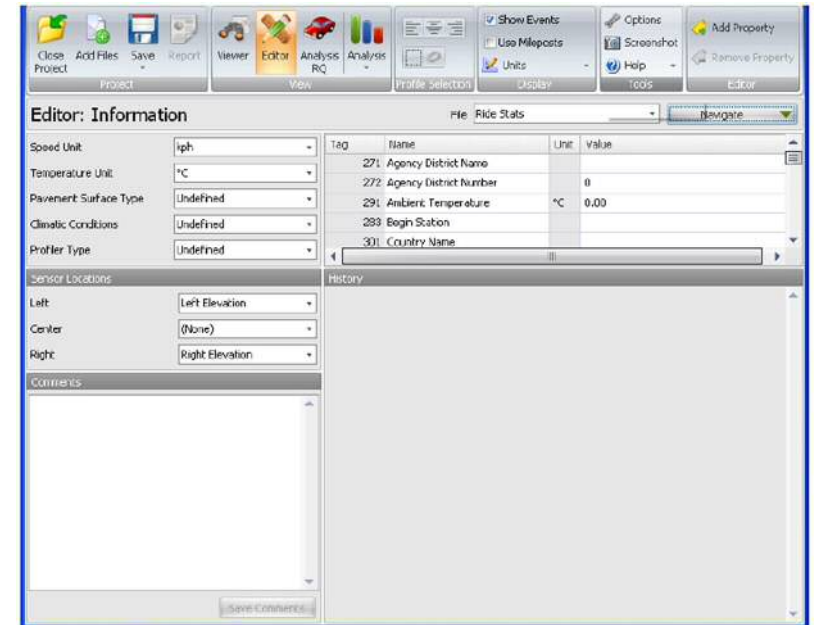 Show Events
Use Mileposts
Units
Options
Screenshot
Help
Add Property
Remove Property
Close Project
Add Files
Save
Report
Viewer
Editor
Analysis RQ
Analysis
Project
View
Profile Selection
Display
Tools
Editor
Editor: Information
File
Ride Stats
Navigate
Speed Unit
kph
Temperature Unit
°C
Pavement Surface Type
Undefined
Climatic Conditions
Undefined
Profiler Type
Undefined
Tag Name Unit Value
271 Agency District Name
272 Agency District Number 0
291 Ambient Temperature °C 0.00
283 Begin Station
301 Country Name
Sensor Locations
Left
Left Elevation
Center
(None)
Right
Right Elevation
History
Comments
Save Comments